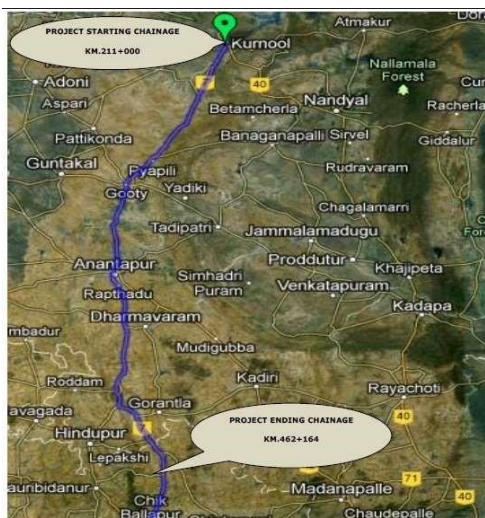 PROJECT STARTING CHAINAGE
KM.211+000
Atmakur
Kurnool
Nallamala
Forest
Adoni
40
Aspari
Betamcherla
Nandyal
Racherla
Pattikonda
Banaganapalli
Sirvel
Giddalur
Guntakal
Pyapili
Rudravaram
Gooty
Yadiki
Chagalamarri
Tadipatri
Jammalamadugu
Anantapur
Proddutur
Khajipeta
Simhadri
Puram
Venkatapuram
Rapthadu
Kadapa
Dharmavaram
Mudigubba
Roddam
Kadiri
Rayachoti
Gorantla
40
PROJECT ENDING CHAINAGE
KM.462+164
Hindupur
7
Lepakshi
71
40
Madanapalle
Chik
Ballapur
Chaudepalle